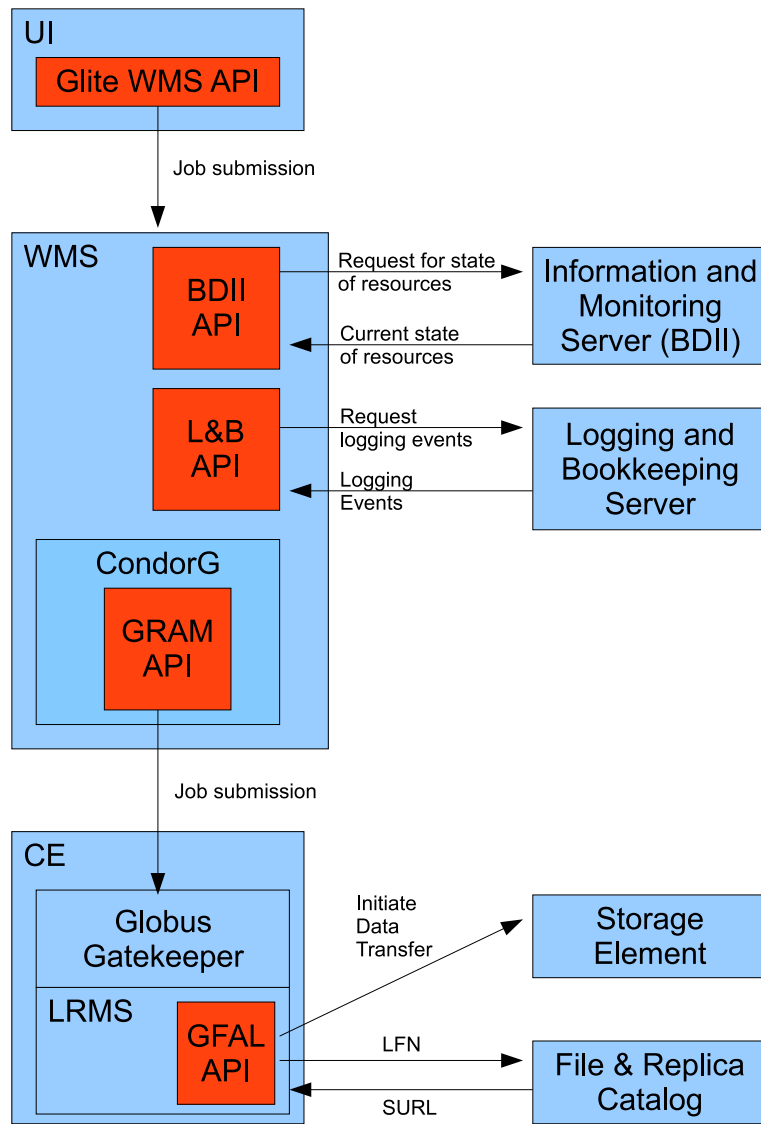 UI
Glite WMS API
Job submission
WMS
BDII
API
Request for state
of resources
Current state
of resources
Information and
Monitoring
Server (BDII)
L&B
API
Request
logging events
Logging
Events
Logging and
Bookkeeping
Server
CondorG
GRAM
API
Job submission
CE
Globus
Gatekeeper
Initiate
Data
Transfer
Storage
Element
LRMS
GFAL
API
LFN
SURL
File & Replica
Catalog